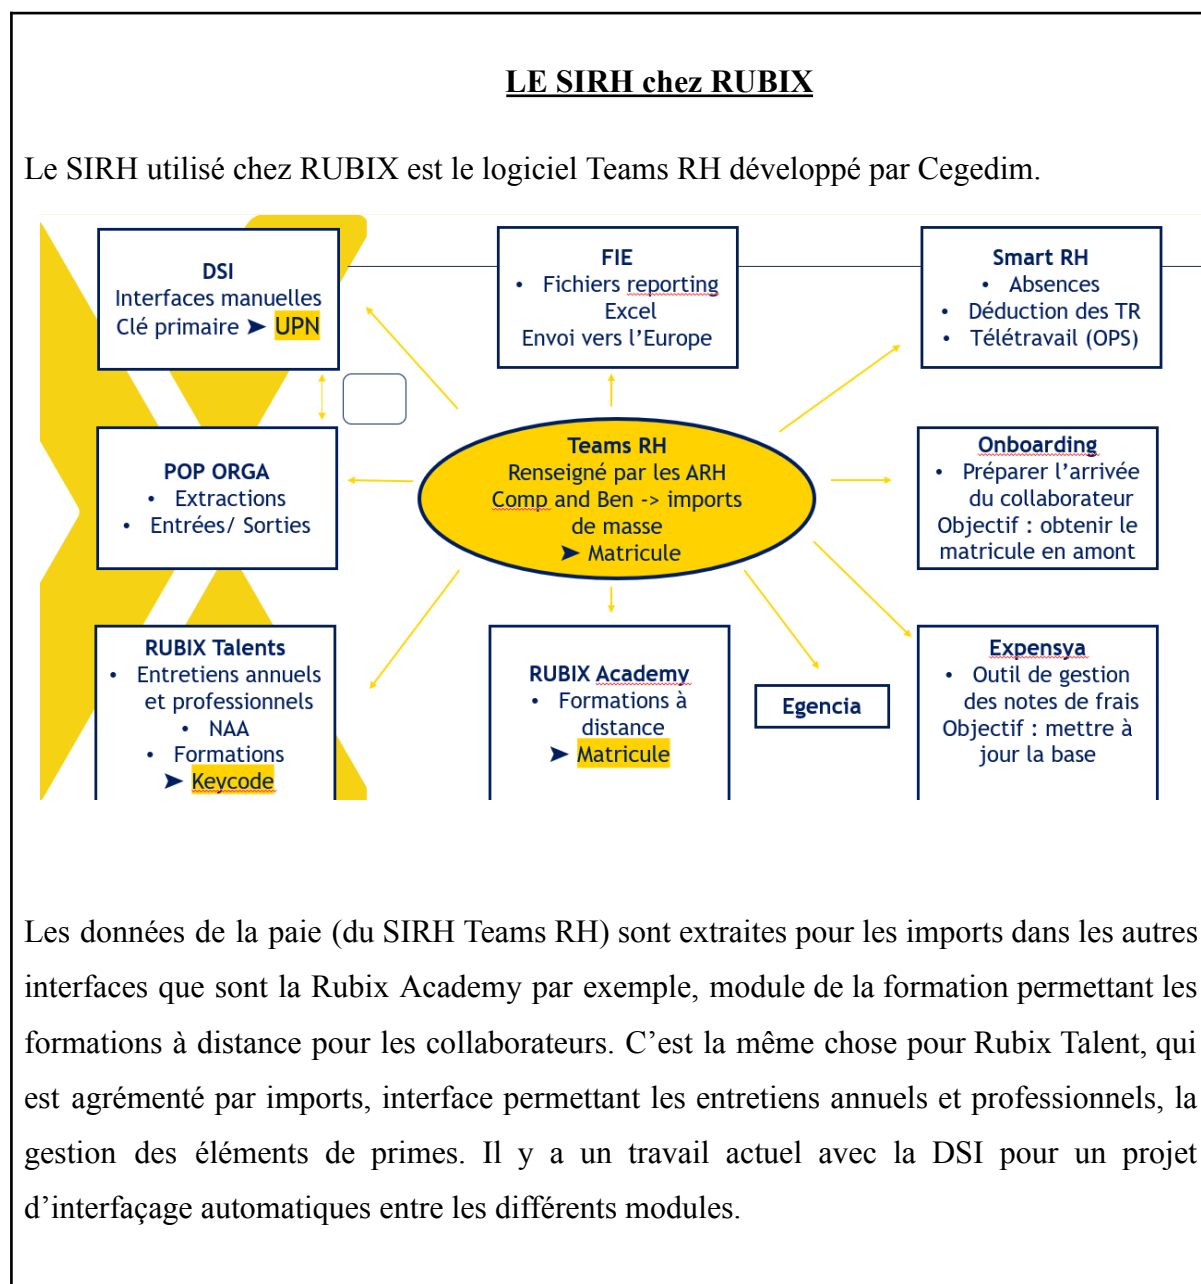 LE SIRH chez RUBIX
Le SIRH utilisé chez RUBIX est le logiciel Teams RH développé par Cegedim.
DSI
Interfaces manuelles
Clé primaire ➤ UPN
FIE
• Fichiers reporting
Excel
Envoi vers l’Europe
Smart RH
• Absences
• Déduction des TR
• Télétravail (OPS)
POP ORGA
• Extractions
• Entrées/ Sorties
Teams RH
Renseigné par les ARH
Comp and Ben -> imports
de masse
➤ Matricule
Onboarding
• Préparer l’arrivée
du collaborateur
Objectif : obtenir le
matricule en amont
RUBIX Talents
• Entretiens annuels
et professionnels
• NAA
• Formations
➤ Keycode
RUBIX Academy
• Formations à
distance
➤ Matricule
Egencia
Expensya
• Outil de gestion
des notes de frais
Objectif : mettre à
jour la base
Les données de la paie (du SIRH Teams RH) sont extraites pour les imports dans les autres
interfaces que sont la Rubix Academy par exemple, module de la formation permettant les
formations à distance pour les collaborateurs. C’est la même chose pour Rubix Talent, qui
est agrémenté par imports, interface permettant les entretiens annuels et professionnels, la
gestion des éléments de primes. Il y a un travail actuel avec la DSI pour un projet
d’interfaçage automatiques entre les différents modules.